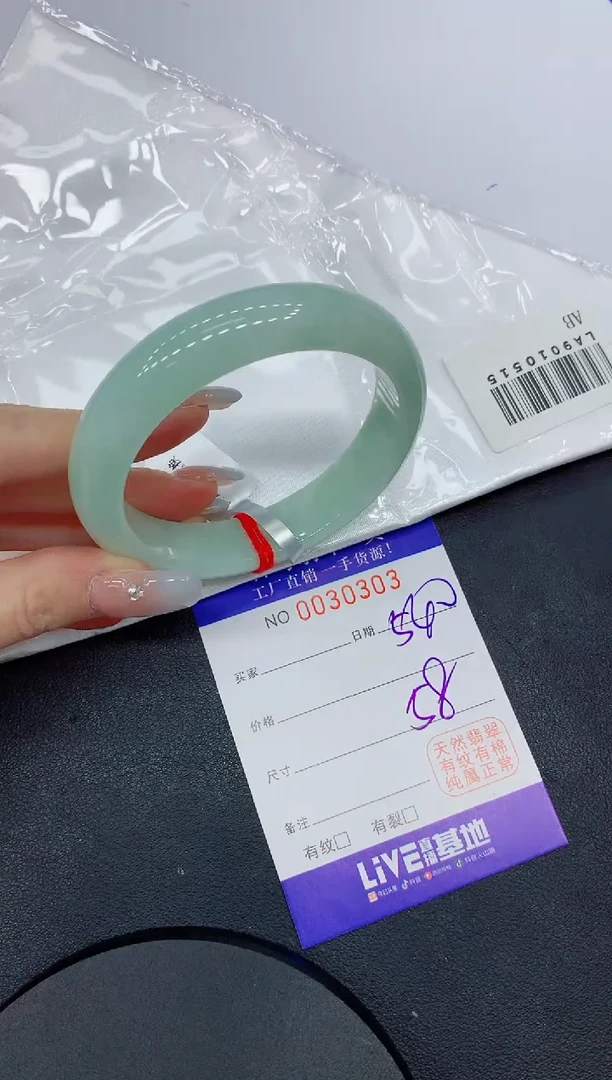 AB
LA9010515
工厂直销一手货源！
NO 0030303
日期
买家
价格
85
尺寸
天然翡翠
有纹有棉
纯属正常
备注
有纹□ 有裂□
LiVE直播基地